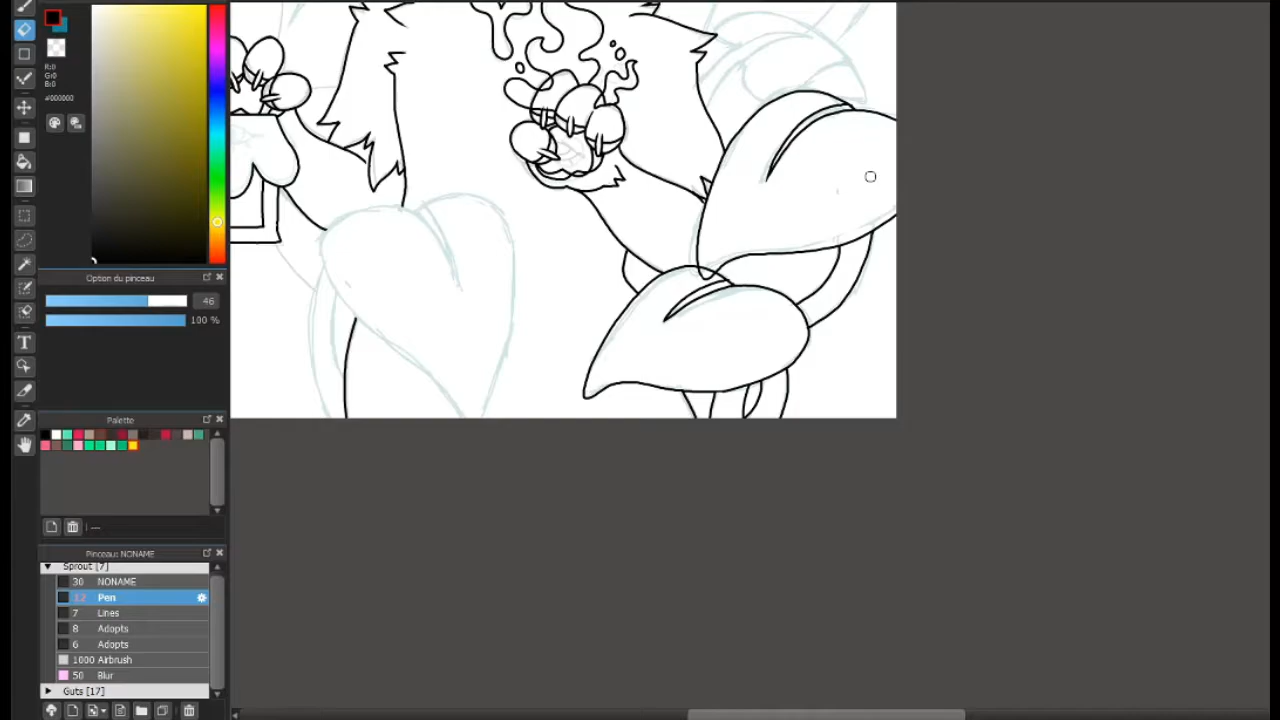 R:0
G:0
B:0
#000000
Option du pinceau
46
100 %
T
Palette
---
Pinceau: NONAME
Sprout [7]
30 NONAME
12 Pen
7 Lines
8 Adopts
6 Adopts
1000 Airbrush
50 Blur
Guts [17]